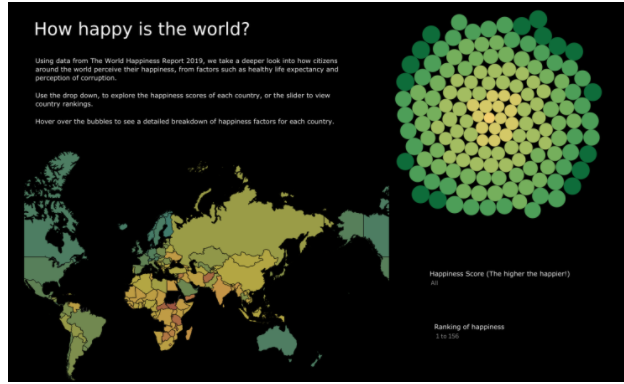 How happy is the world?
Using data from The World Happiness Report 2019, we take a deeper look into how citizens
around the world perceive their happiness, from factors such as healthy life expectancy and
perception of corruption.
Use the drop down, to explore the happiness scores of each country, or the slider to view
country rankings.
Hover over the bubbles to see a detailed breakdown of happiness factors for each country.
Happiness Score (The higher the happier!)
All
Ranking of happiness
1 to 156